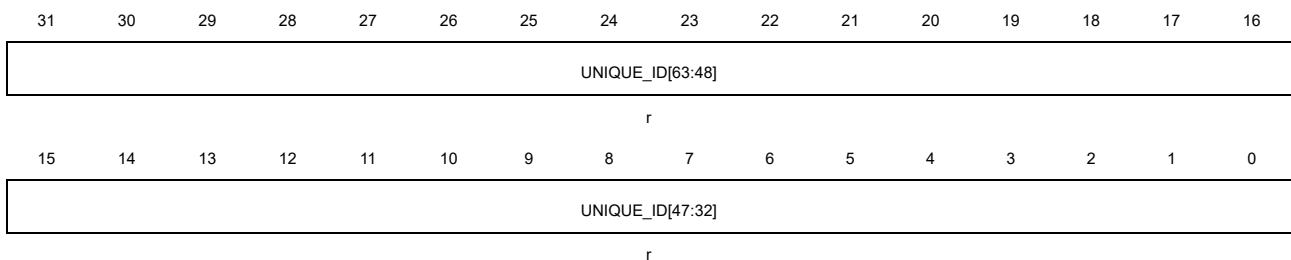 31 30 29 28 27 26 25 24 23 22 21 20 19 18 17 16
UNIQUE_ID[63:48]
r
15 14 13 12 11 10 9 8 7 6 5 4 3 2 1 0
UNIQUE_ID[47:32]
r